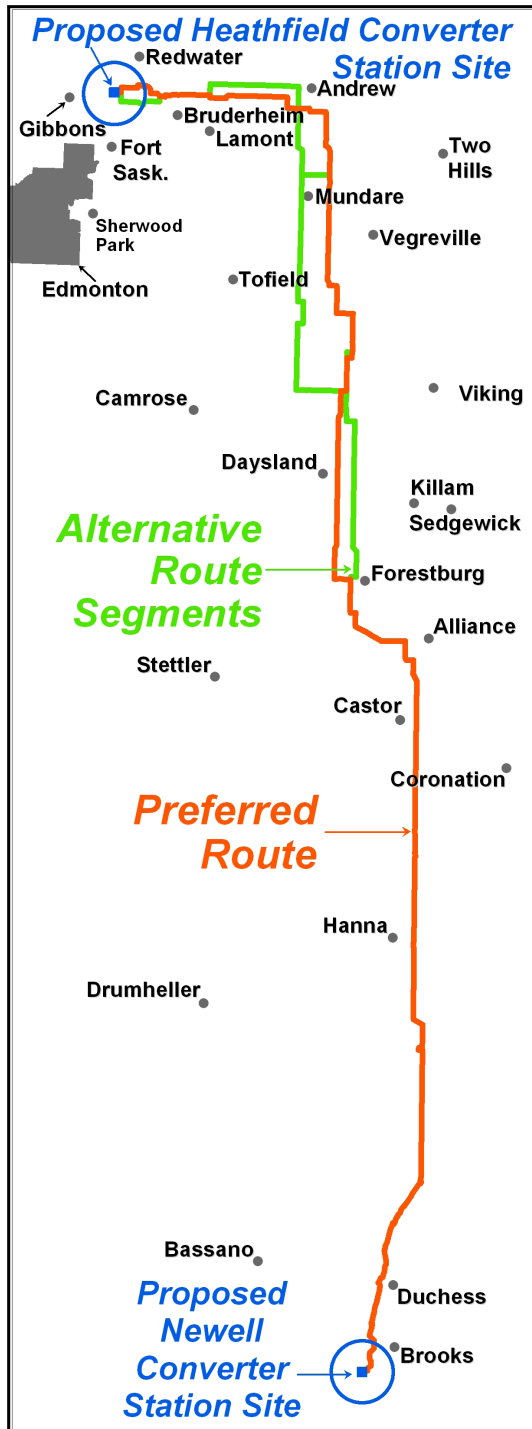 Proposed Heathfield Converter
Station Site
Redwater
Andrew
Gibbons
Bruderheim
Lamont
Fort
Sask.
Two
Hills
Mundare
Sherwood
Park
Vegreville
Edmonton
Tofield
Camrose
Viking
Daysland
Killam
Sedgewick
Alternative
Route
Segments
Forestburg
Alliance
Stettler
Castor
Coronation
Preferred
Route
Hanna
Drumheller
Bassano
Proposed
Newell
Converter
Station Site
Duchess
Brooks